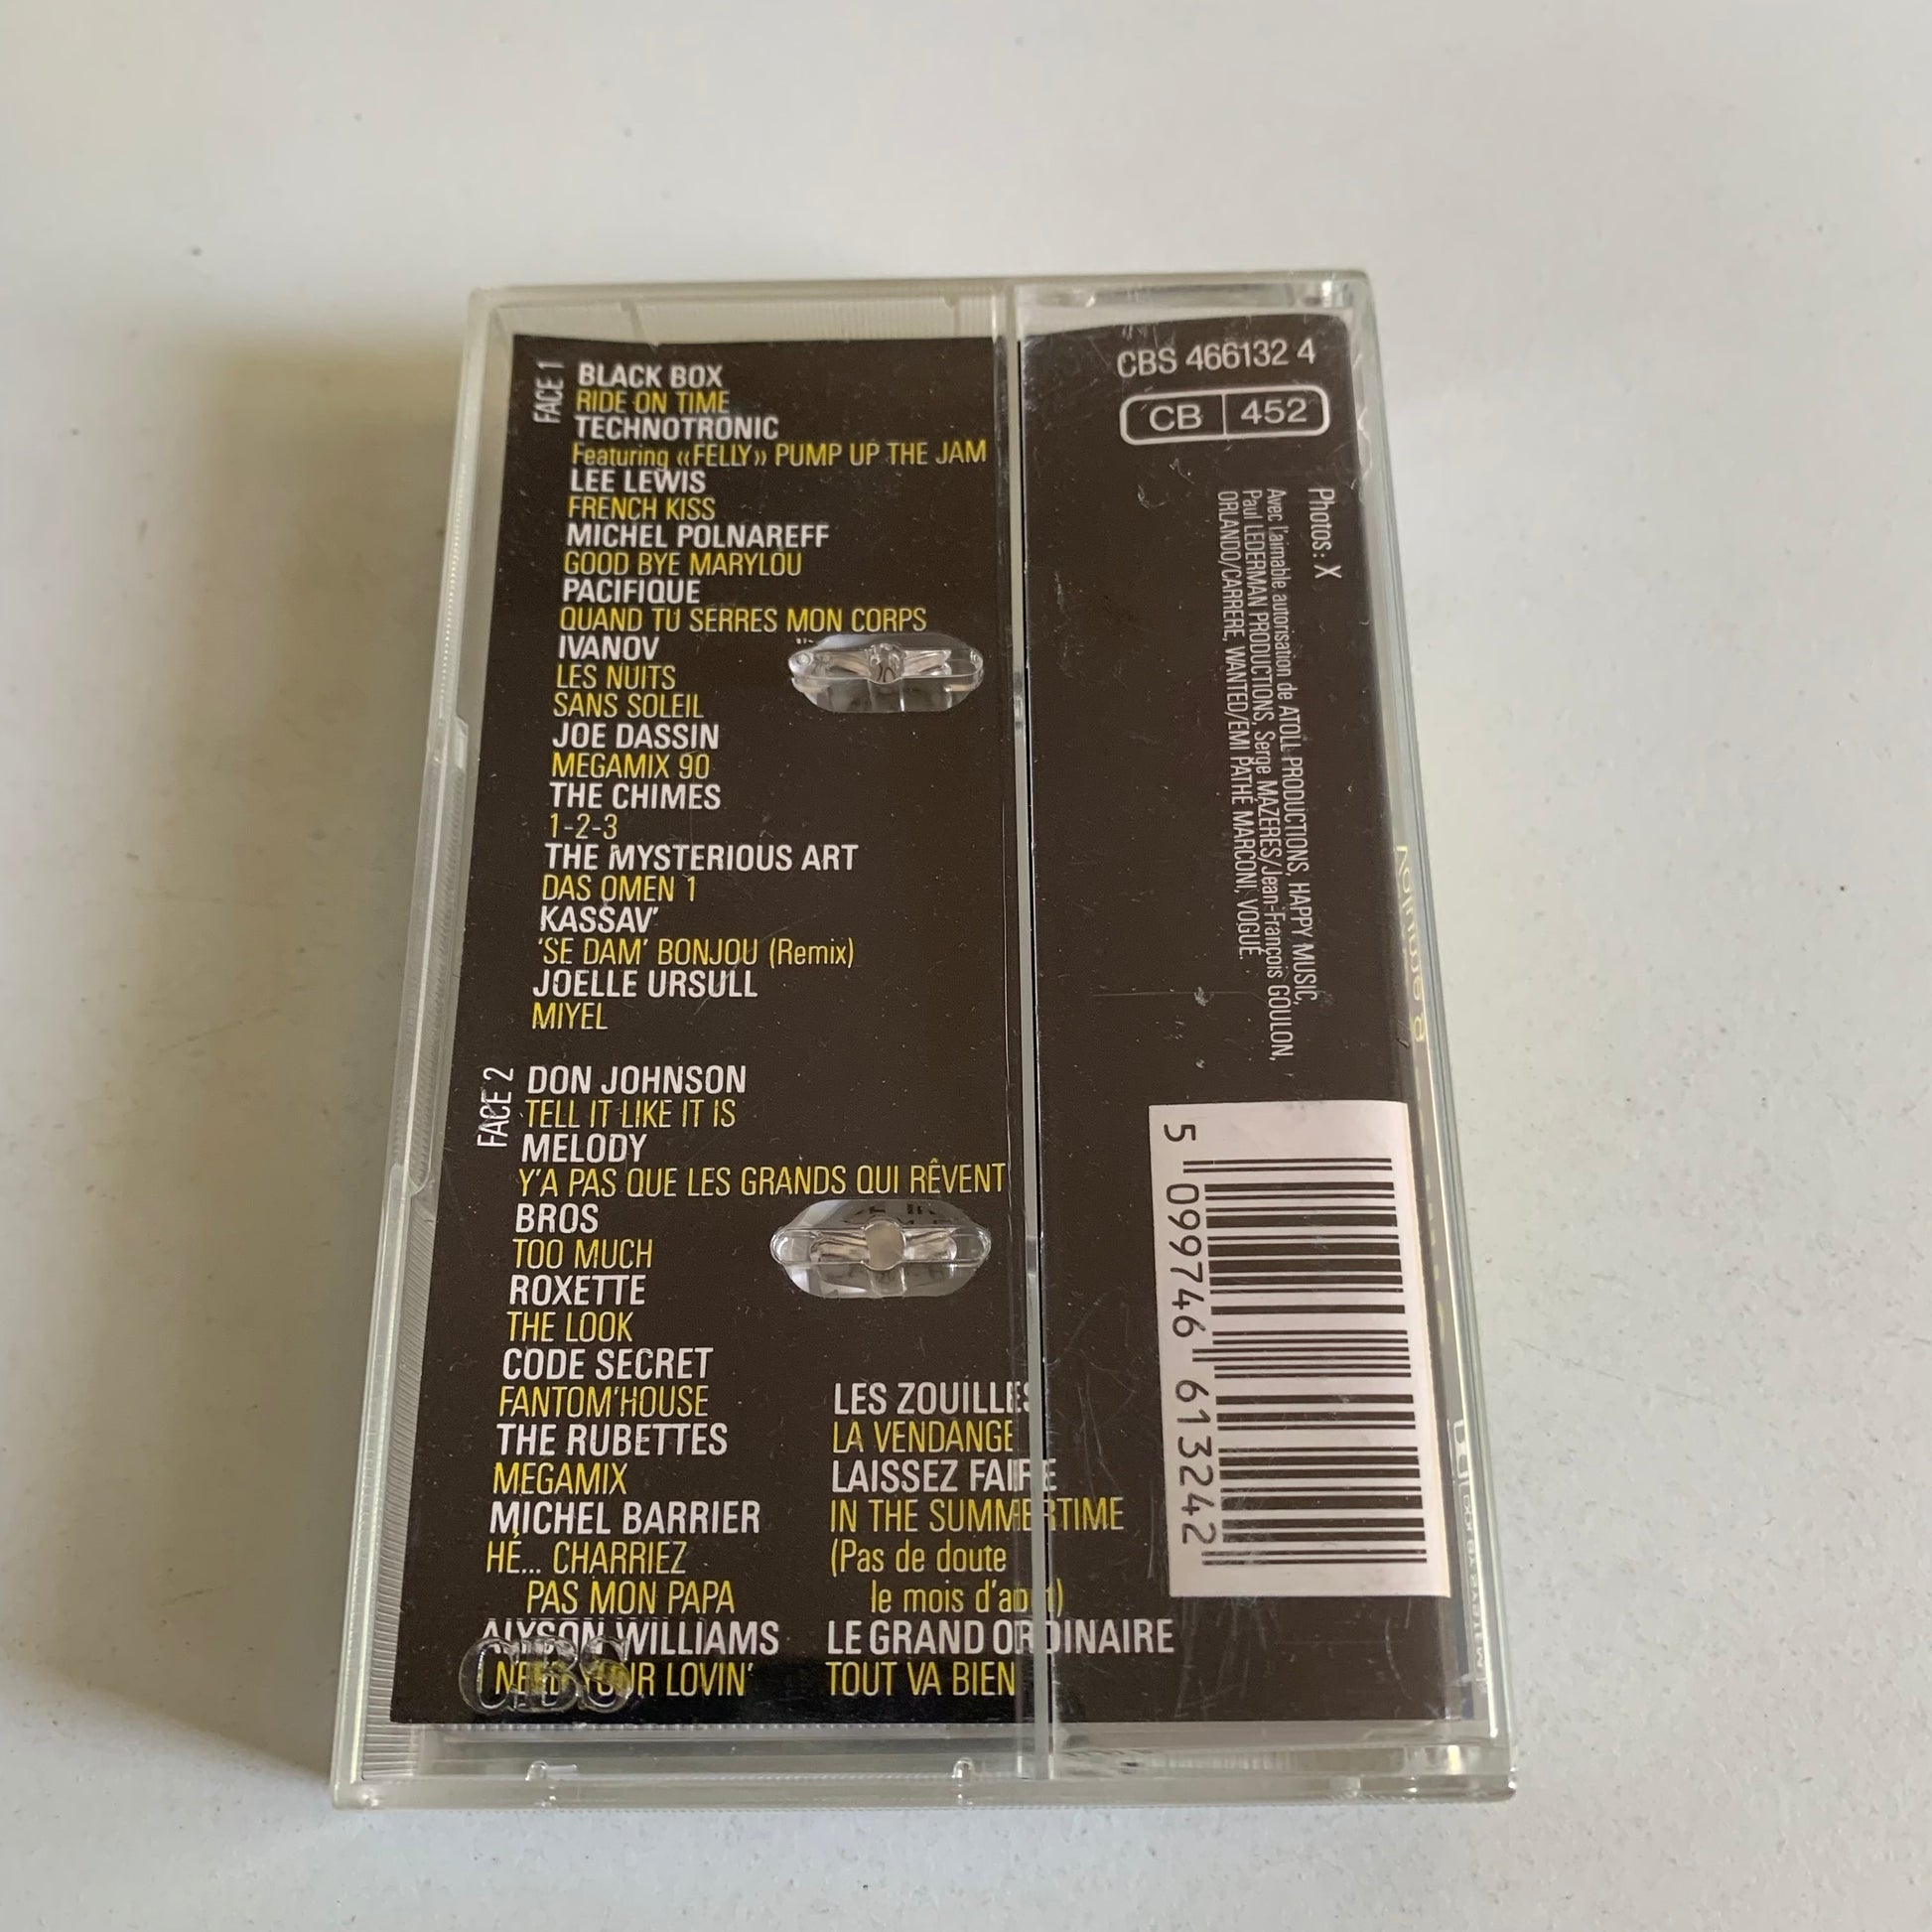 FACE 1
BLACK BOX
RIDE ON TIME
TECHNOTRONIC
Featuring «FELLY» PUMP UP THE JAM
LEE LEWIS
FRENCH KISS
MICHEL POLNAREFF
GOOD BYE MARYLOU
PACIFIQUE
QUAND TU SERRES MON CORPS
IVANOV
LES NUITS
SANS SOLEIL
JOE DASSIN
MEGAMIX 90
THE CHIMES
1-2-3
THE MYSTERIOUS ART
DAS OMEN 1
KASSAV'
'SE DAM' BONJOU (Remix)
JOELLE URSULL
MIYEL
FACE 2
DON JOHNSON
TELL IT LIKE IT IS
MELODY
Y'A PAS QUE LES GRANDS QUI RÊVENT
BROS
TOO MUCH
ROXETTE
THE LOOK
CODE SECRET
FANTOM'HOUSE
THE RUBETTES
MEGAMIX
MICHEL BARRIER
HÉ... CHARRIEZ
PAS MON PAPA
ALYSON WILLIAMS
I NEED YOUR LOVIN'
CBS
LES ZOUILLES
LA VENDANGE
LAISSEZ FAIRE
IN THE SUMMERTIME
(Pas de doute
le mois d'août)
LE GRAND ORDINAIRE
TOUT VA BIEN
CBS 466132 4
CB 452
Photos: X
Avec l'aimable autorisation de ATOLL PRODUCTIONS, HAPPY MUSIC,
Paul LEDERMAN PRODUCTIONS, Serge MAZERES/Jean-François GOULON,
ORLANDO/CARRERE, WANTED/EMI PATHÉ MARCONI, VOGUE.
5 099746 613242